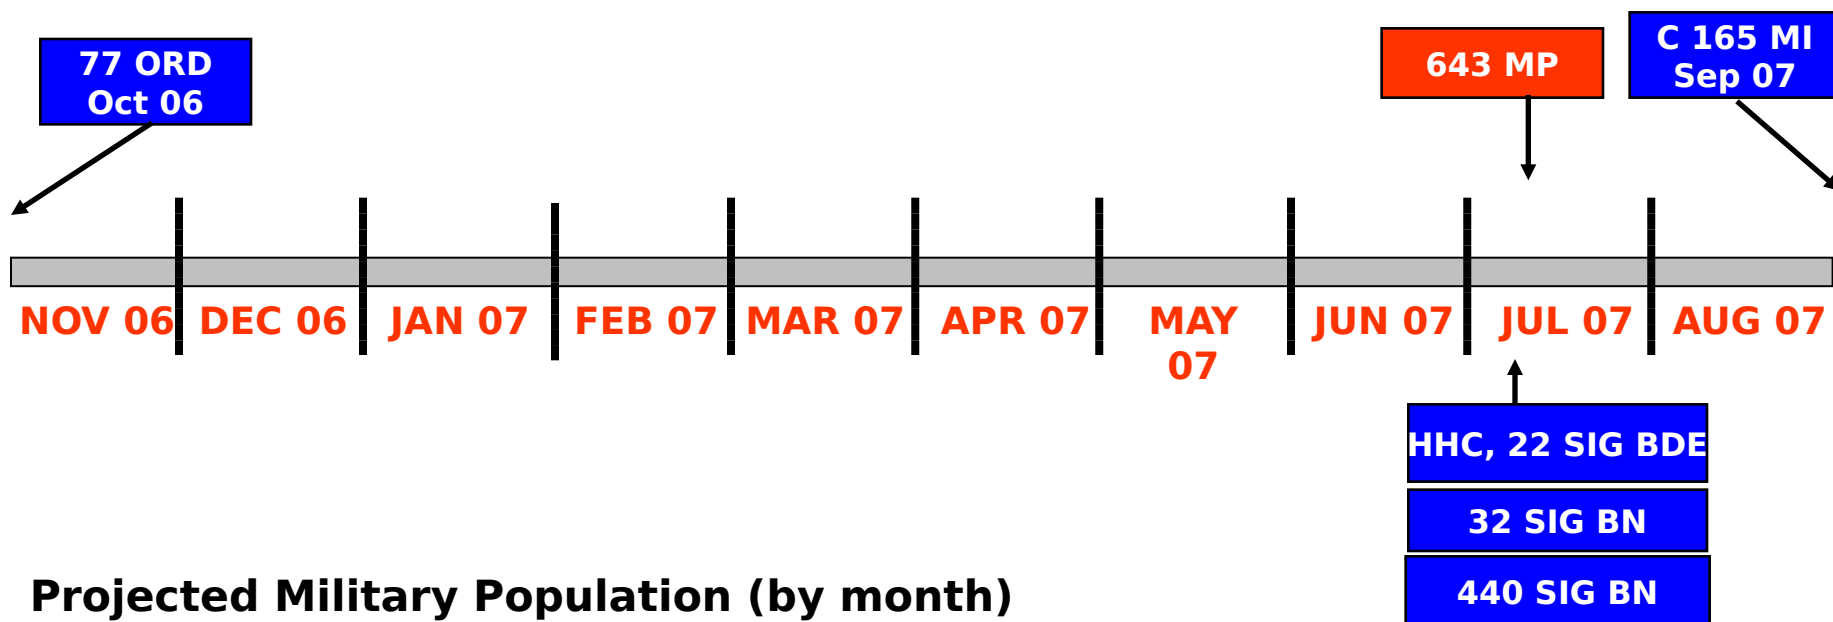 77 ORD
Oct 06
643 MP
C 165 MI
Sep 07
NOV 06
DEC 06
JAN 07
FEB 07
MAR 07
APR 07
MAY
07
JUN 07
JUL 07
AUG 07
HHC, 22 SIG BDE
32 SIG BN
440 SIG BN
Projected Military Population (by month)